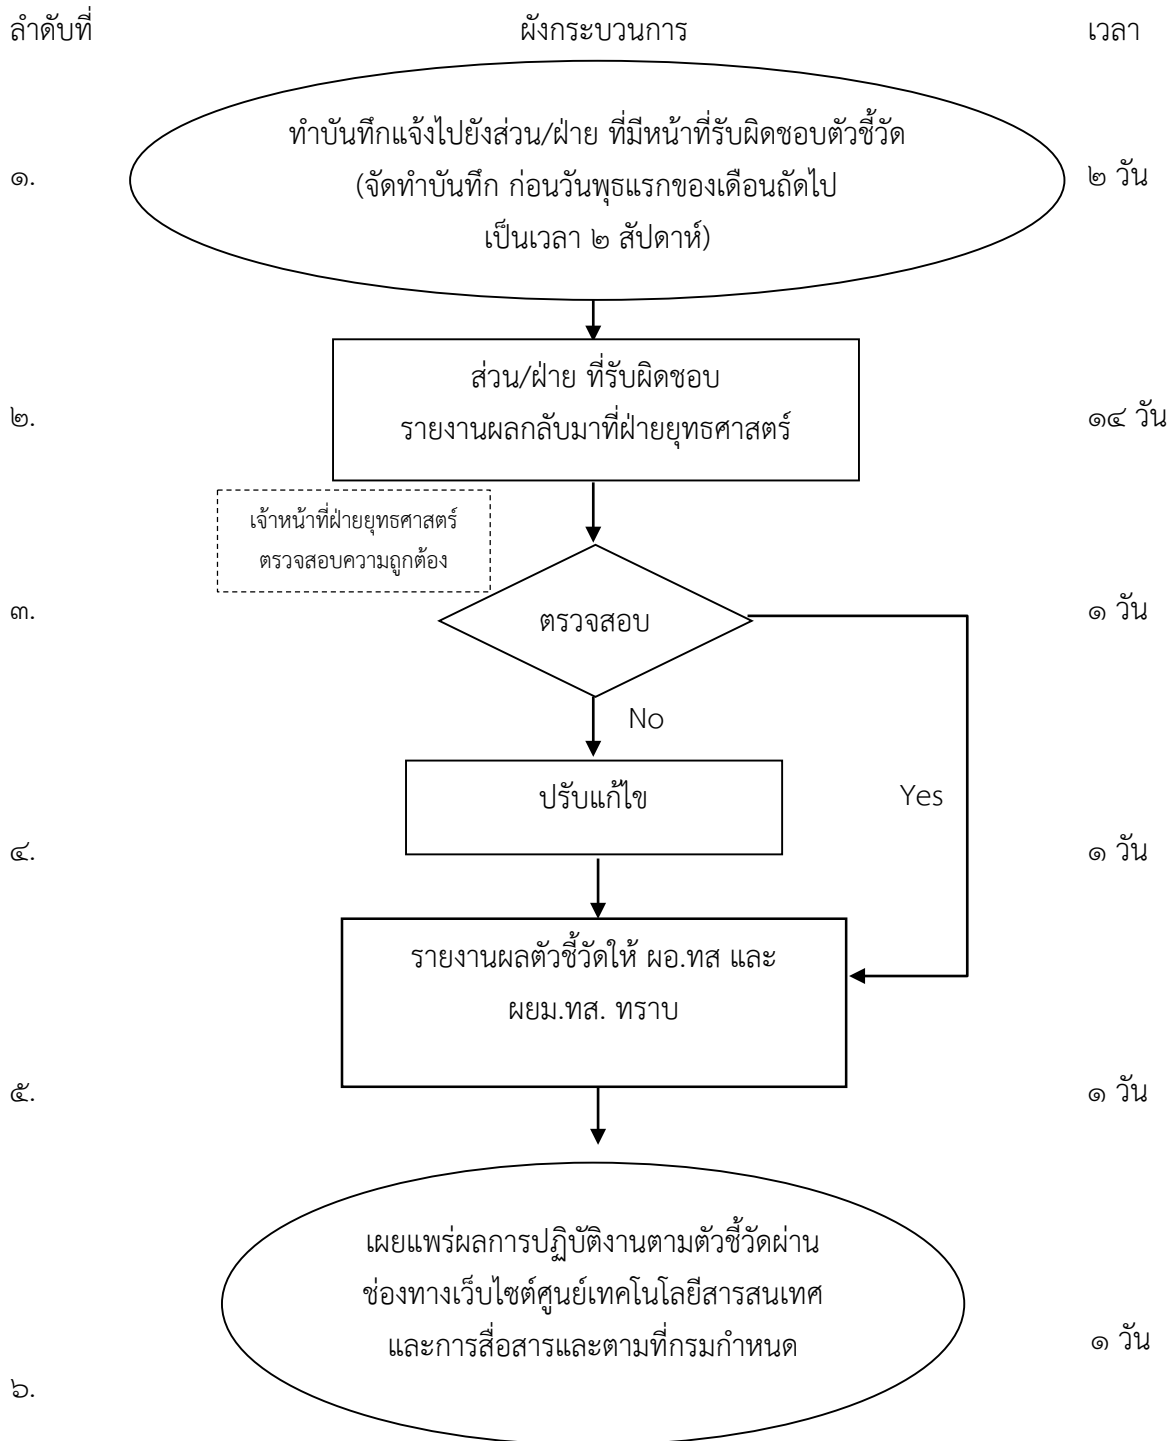 ลำดับที่ ผังกระบวนการ เวลา
ทำบันทึกแจ้งไปยังส่วน/ฝ่าย ที่มีหน้าที่รับผิดชอบตัวชี้วัด
๑. (จัดทำบันทึก ก่อนวันพุธแรกของเดือนถัดไป ๒ วัน
เป็นเวลา ๒ สัปดาห์)
ส่วน/ฝ่าย ที่รับผิดชอบ
๒. รายงานผลกลับมาที่ฝ่ายยุทธศาสตร์ ๑๔ วัน
เจ้าหน้าที่ฝ่ายยุทธศาสตร์
ตรวจสอบความถูกต้อง
๓. ตรวจสอบ ๑ วัน
No
ปรับแก้ไข Yes
๔. ๑ วัน
รายงานผลตัวชี้วัดให้ ผอ.ทส และ
ผยม.ทส. ทราบ
๕. ๑ วัน
เผยแพร่ผลการปฏิบัติงานตามตัวชี้วัดผ่าน
ช่องทางเว็บไซต์ศูนย์เทคโนโลยีสารสนเทศ
และการสื่อสารและตามที่กรมกำหนด ๑ วัน
๖.